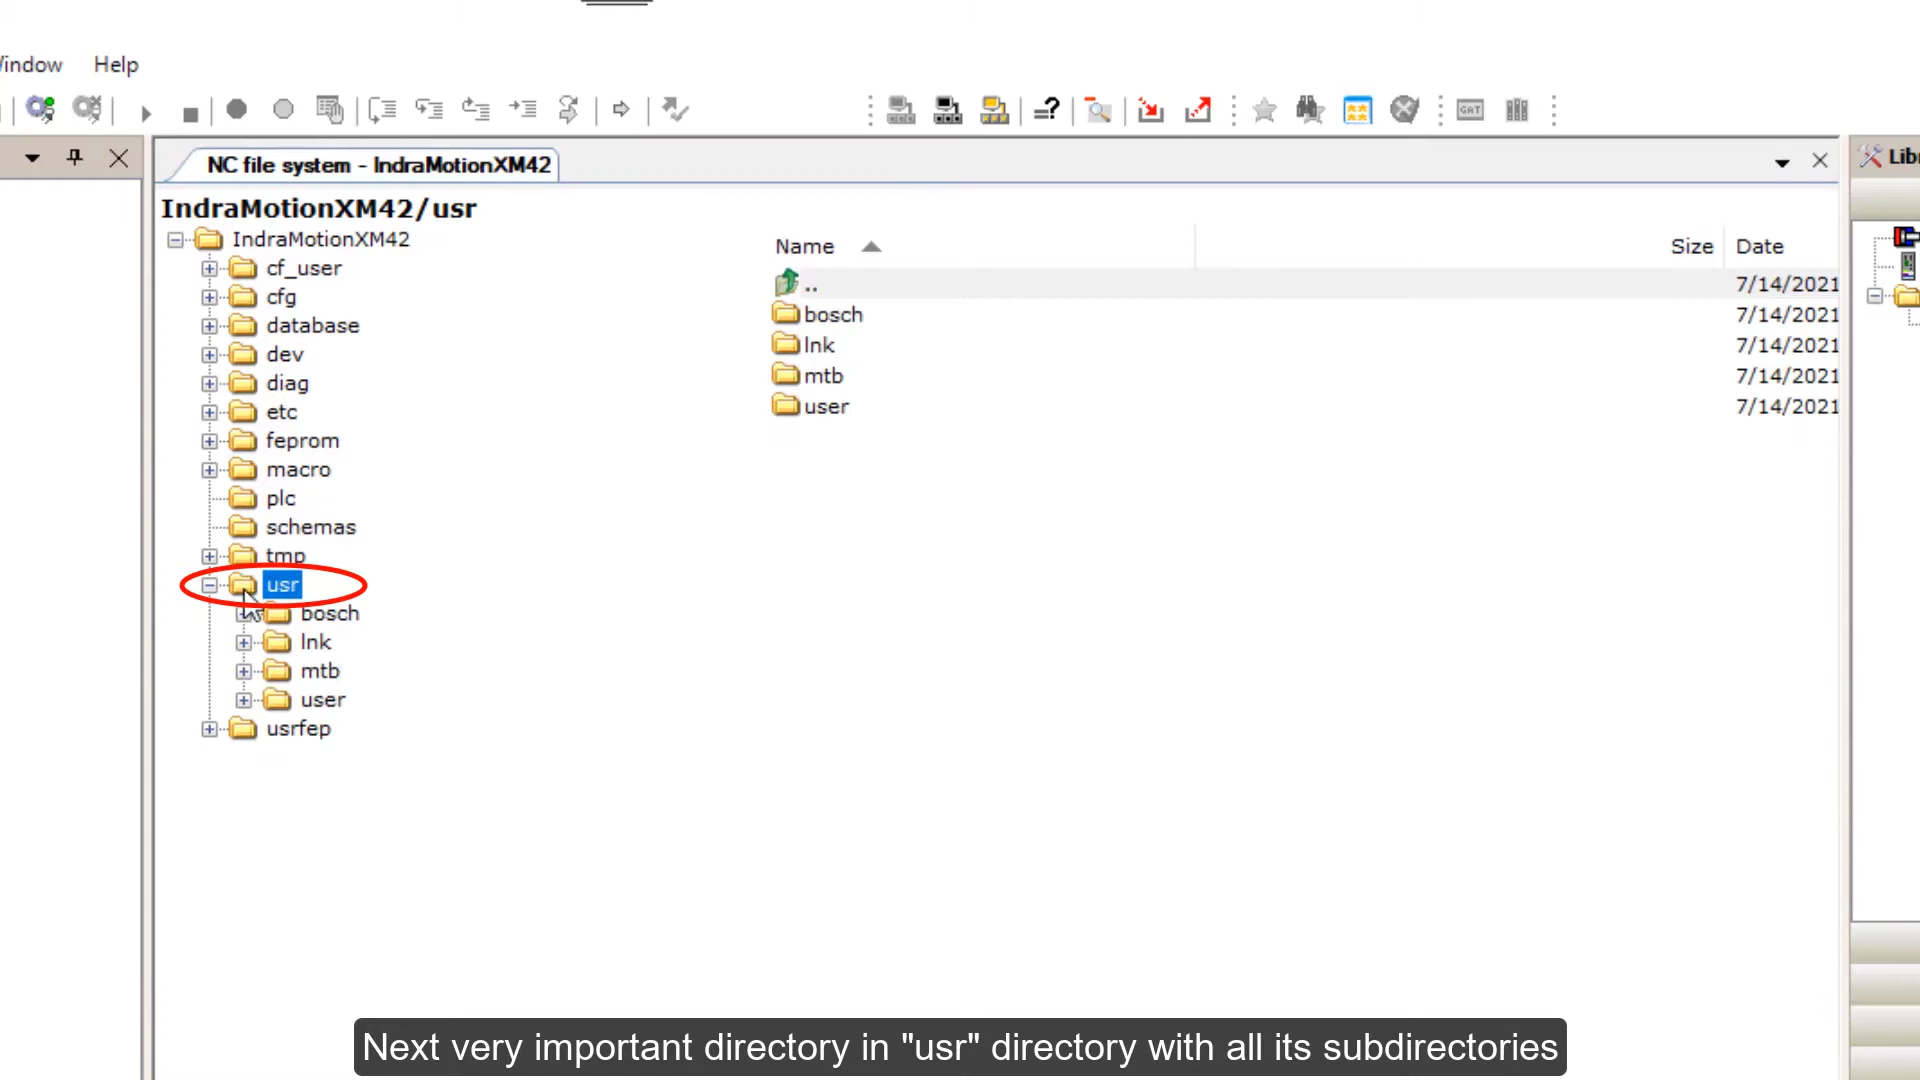 Help
NC file system - IndraMotionXM42
IndraMotionXM42/usr
IndraMotionXM42
cf_user
cfg
database
dev
diag
etc
feprom
macro
plc
schemas
tmp
usr
bosch
lnk
mtb
user
usrfep
Name Size Date
.. 7/14/2021
bosch 7/14/2021
lnk 7/14/2021
mtb 7/14/2021
user 7/14/2021
Next very important directory in "usr" directory with all its subdirectories